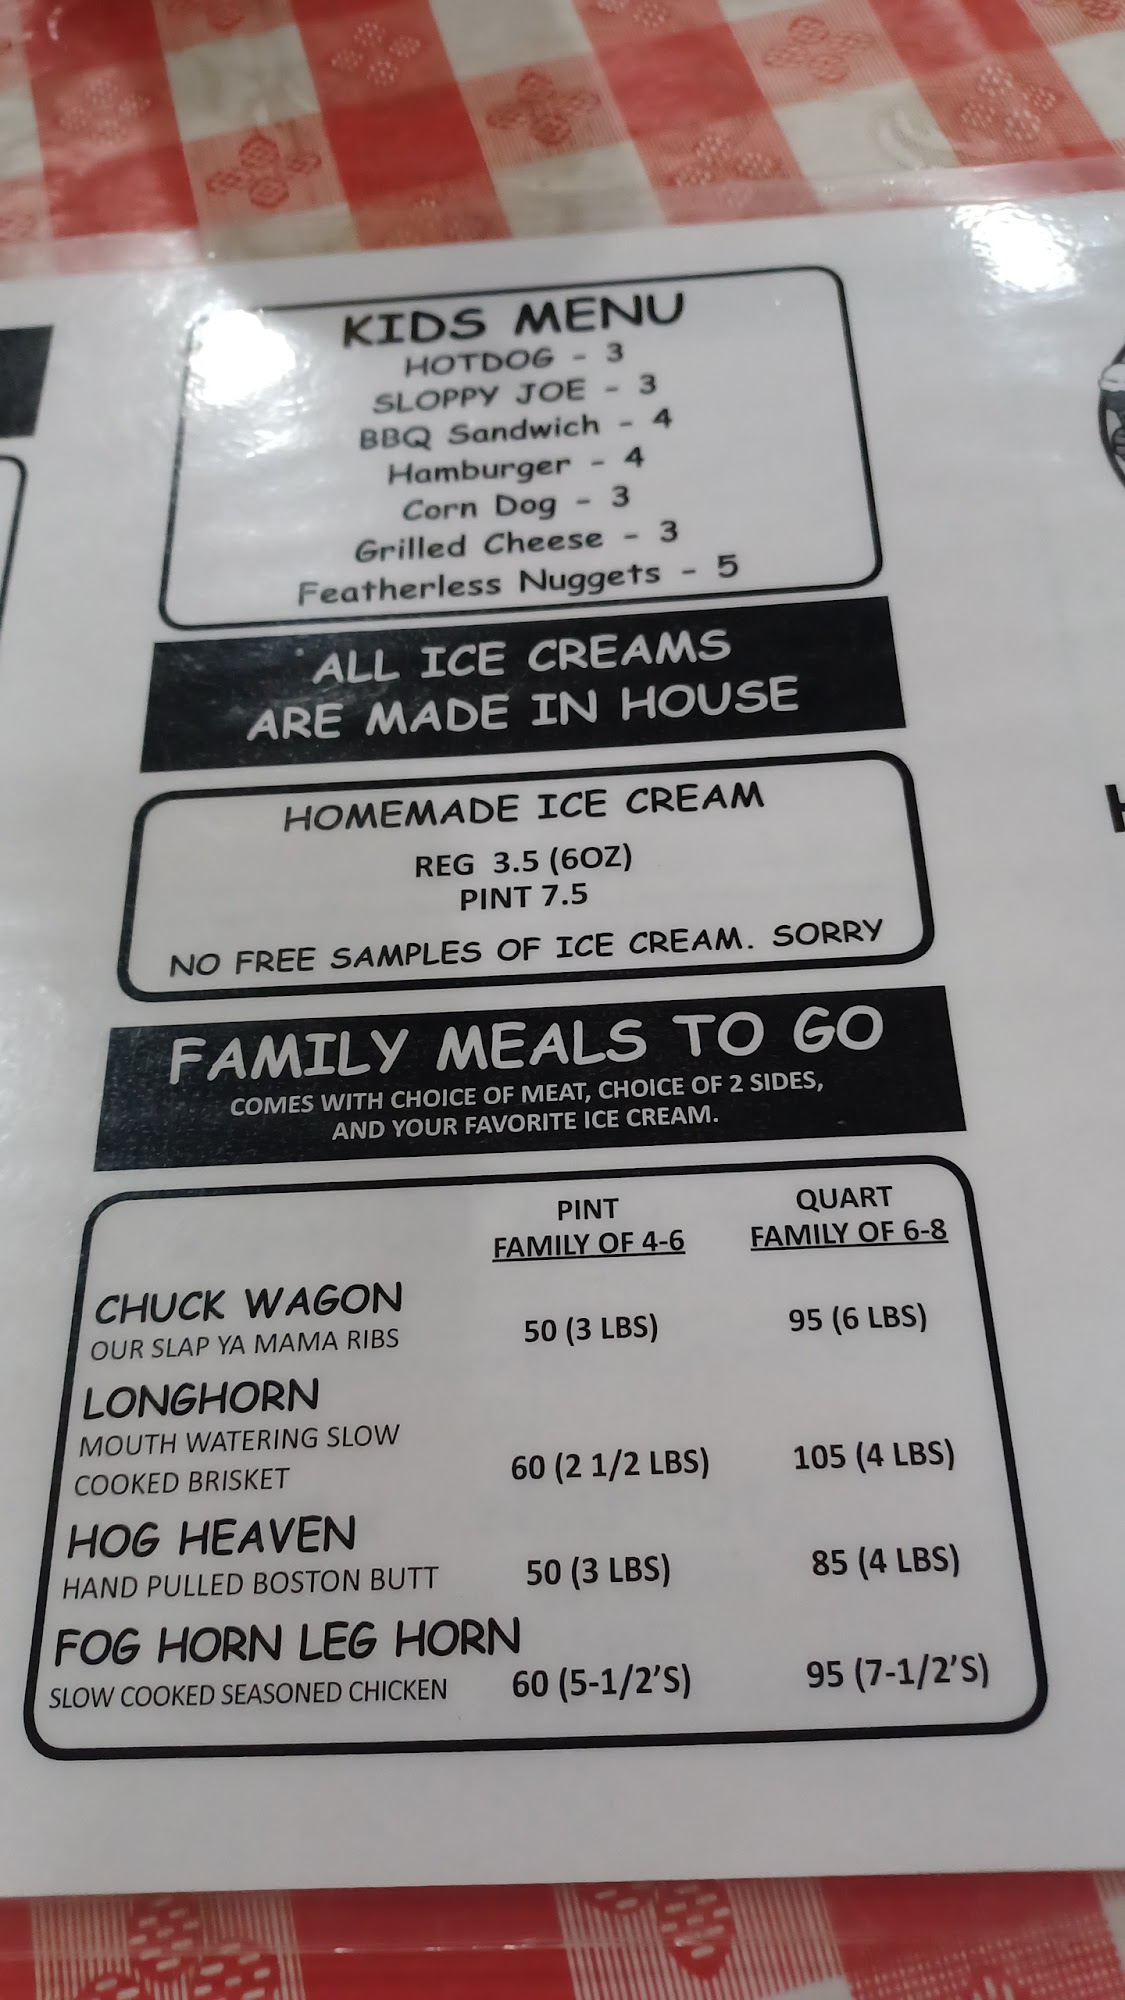 KIDS MENU
HOTDOG - 3
SLOPPY JOE - 3
BBQ Sandwich - 4
Hamburger - 4
Corn Dog - 3
Grilled Cheese - 3
Featherless Nuggets - 5
ALL ICE CREAMS
ARE MADE IN HOUSE
HOMEMADE ICE CREAM
REG 3.5 (6OZ)
PINT 7.5
NO FREE SAMPLES OF ICE CREAM. SORRY
FAMILY MEALS TO GO
COMES WITH CHOICE OF MEAT, CHOICE OF 2 SIDES,
AND YOUR FAVORITE ICE CREAM.
PINT QUART
FAMILY OF 4-6 FAMILY OF 6-8
CHUCK WAGON
OUR SLAP YA MAMA RIBS 50 (3 LBS) 95 (6 LBS)
LONGHORN
MOUTH WATERING SLOW
COOKED BRISKET 60 (2 1/2 LBS) 105 (4 LBS)
HOG HEAVEN
HAND PULLED BOSTON BUTT 50 (3 LBS) 85 (4 LBS)
FOG HORN LEG HORN
SLOW COOKED SEASONED CHICKEN 60 (5-1/2'S) 95 (7-1/2'S)